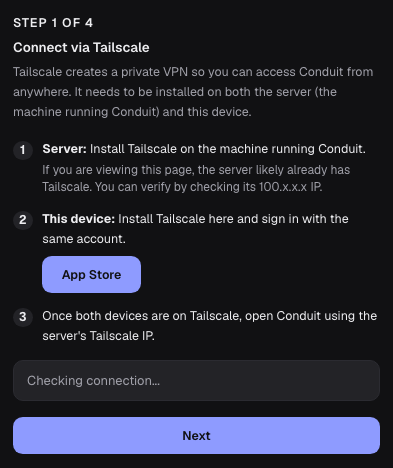 STEP 1 OF 4
Connect via Tailscale
Tailscale creates a private VPN so you can access Conduit from
anywhere. It needs to be installed on both the server (the
machine running Conduit) and this device.
1 Server: Install Tailscale on the machine running Conduit.
If you are viewing this page, the server likely already has
Tailscale. You can verify by checking its 100.x.x.x IP.
2 This device: Install Tailscale here and sign in with the
same account.
App Store
3 Once both devices are on Tailscale, open Conduit using the
server's Tailscale IP.
Checking connection...
Next